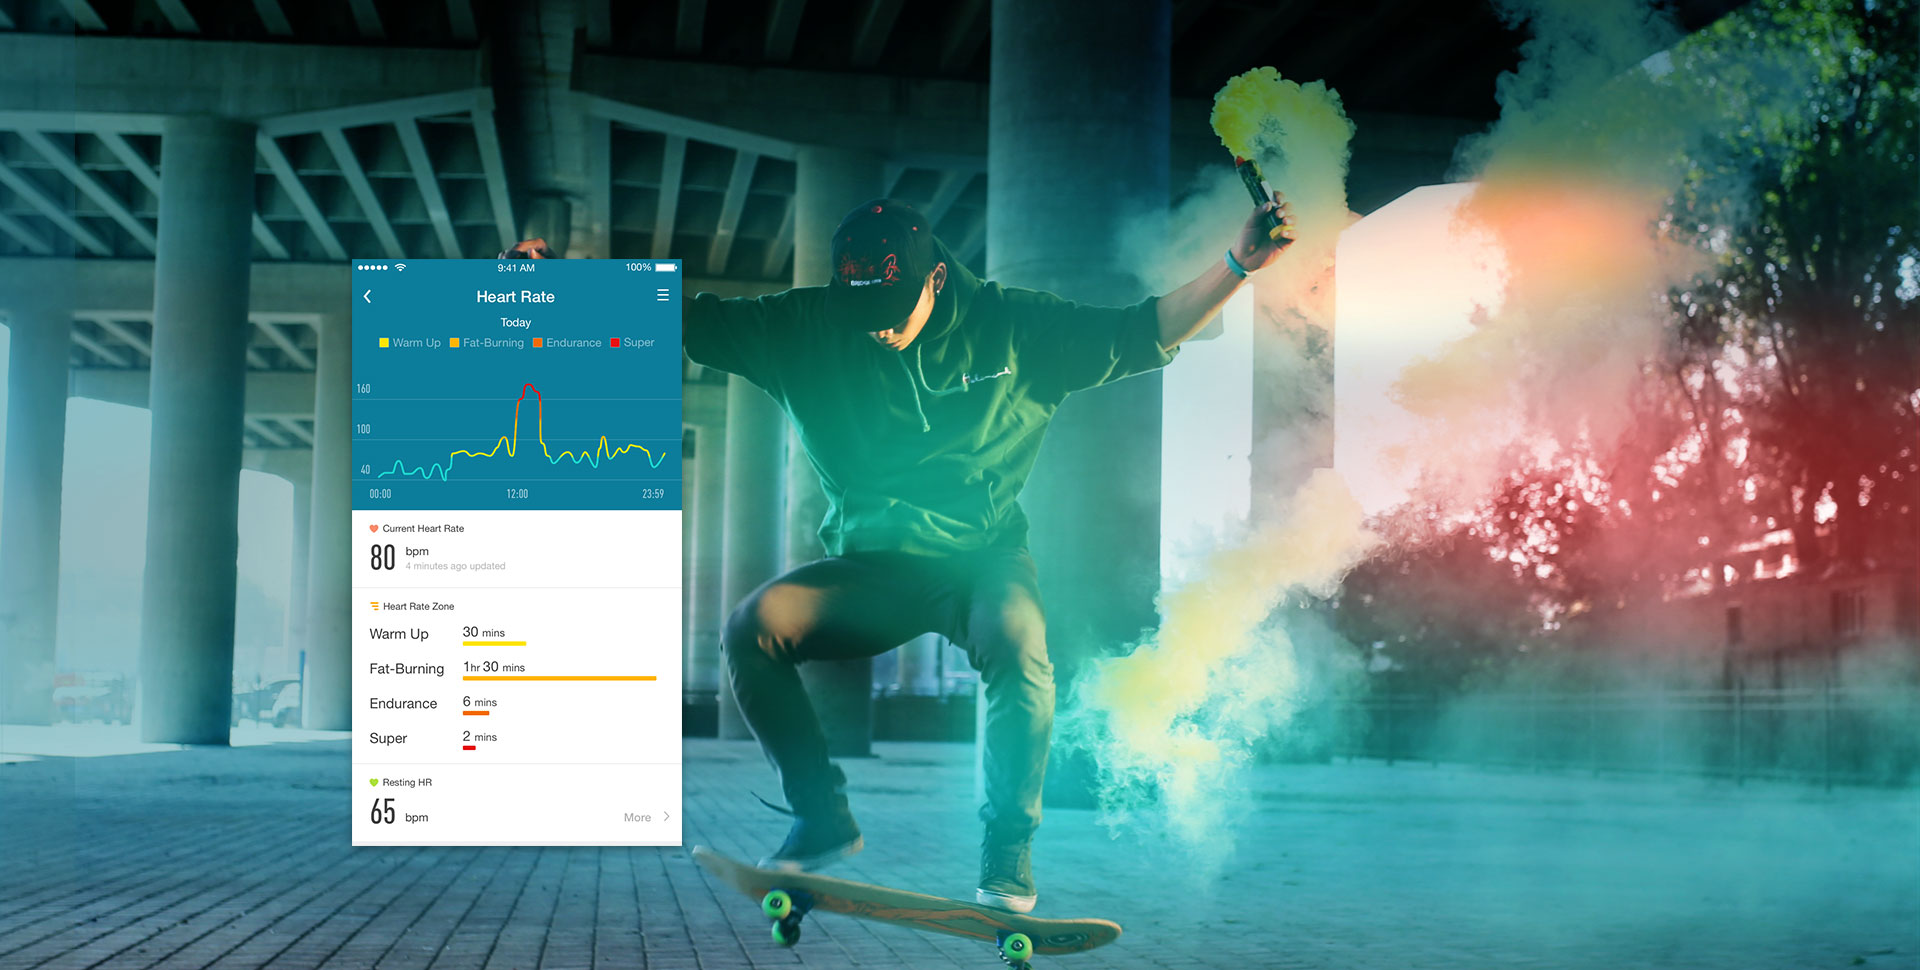 9:41 AM 100%
Heart Rate
Today
Warm Up Fat-Burning Endurance Super
160
100
40
00:00 12:00 23:59
Current Heart Rate
80 bpm
4 minutes ago updated
Heart Rate Zone
Warm Up 30 mins
Fat-Burning 1hr 30 mins
Endurance 6 mins
Super 2 mins
Resting HR
65 bpm More